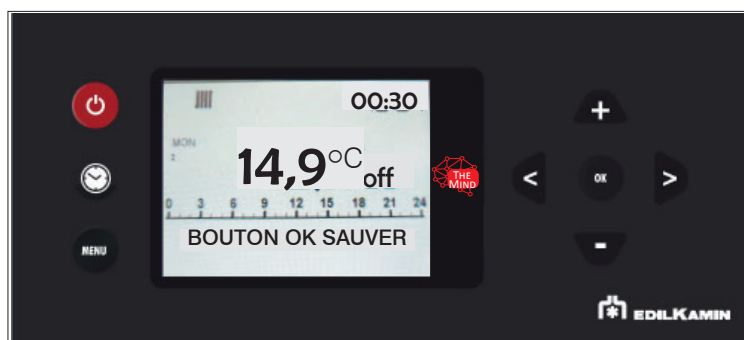 00:30
MON
14,9°C
off
0 3 6 9 12 15 18 21 24
BOUTON OK SAUVER
MENU
THE
MIND
+
<
OK
>
-
EDILKAMIN